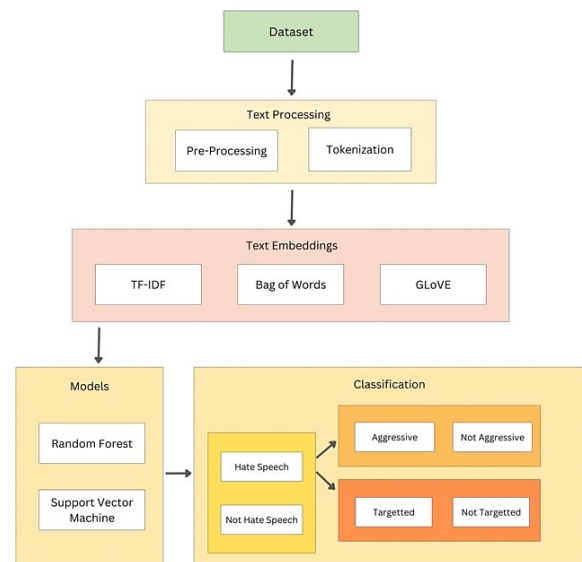 Dataset
Text Processing
Pre-Processing
Tokenization
Text Embeddings
TF-IDF
Bag of Words
GLoVE
Models
Random Forest
Support Vector
Machine
Classification
Hate Speech
Not Hate Speech
Aggressive
Not Aggressive
Targetted
Not Targetted